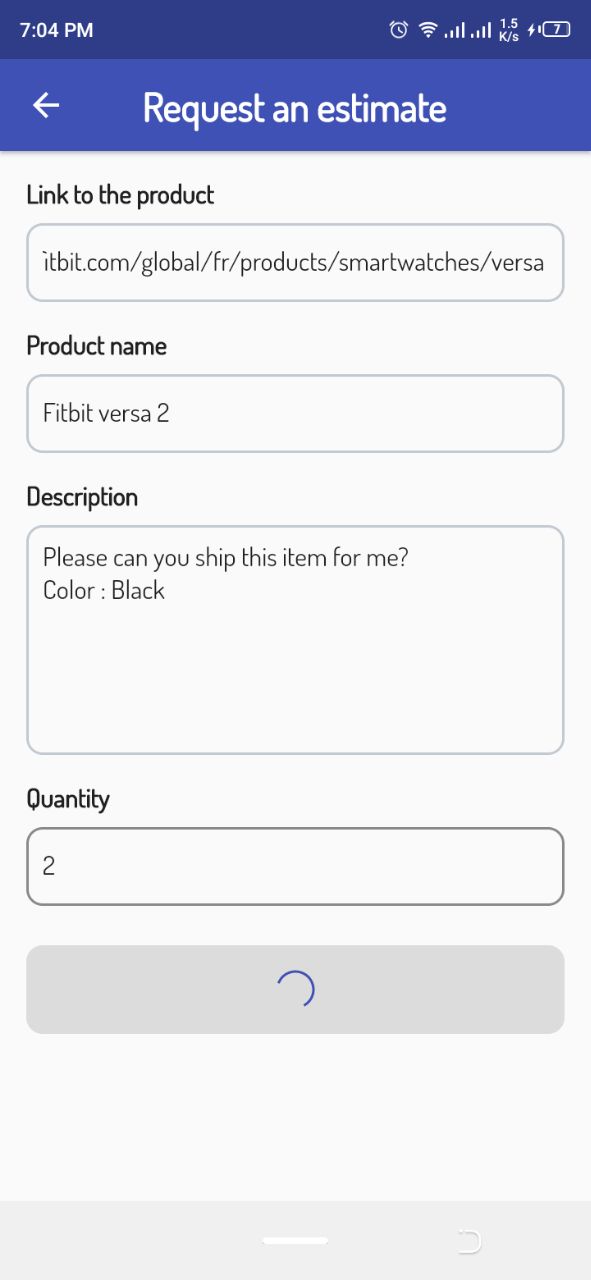 7:04 PM
1.5
K/s
7
Request an estimate
Link to the product
itbit.com/global/fr/products/smartwatches/versa
Product name
Fitbit versa 2
Description
Please can you ship this item for me?
Color : Black
Quantity
2